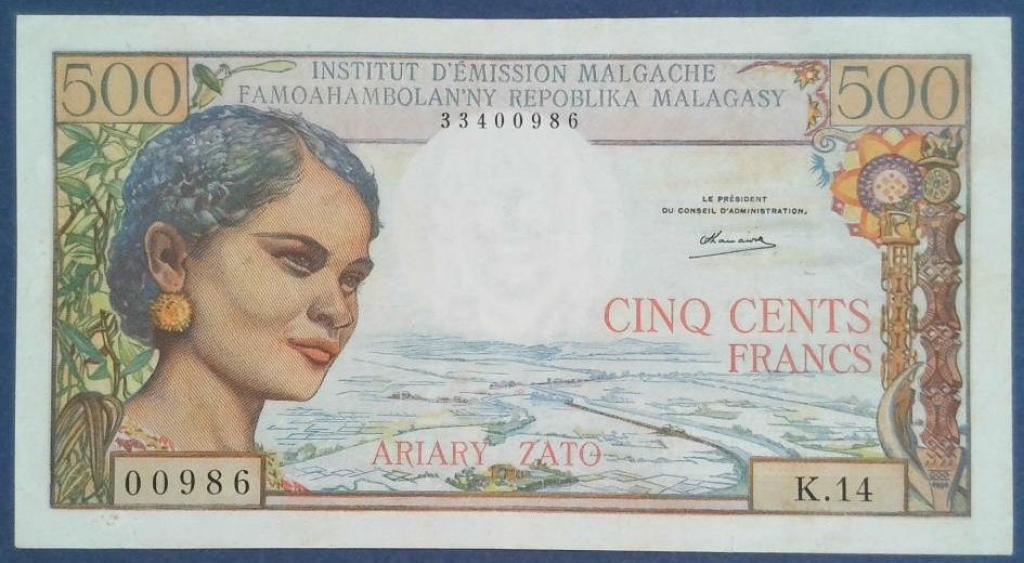 500
INSTITUT D'ÉMISSION MALGACHE
500
FAMOAHAMBOLAN'NY REPOBLIKA MALAGASY
33400986
LE PRÉSIDENT
DU CONSEIL D'ADMINISTRATION,
CINQ CENTS
FRANCS
ARIARY ZATO
00986
K.14